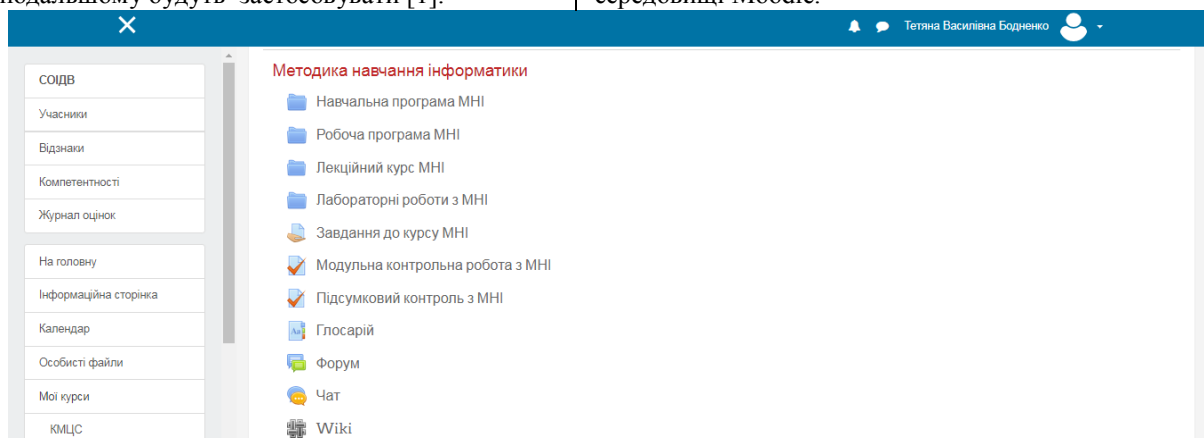 подальшому будуть застосовувати [1].
середовищі Moodle.
Тетяна Василівна Бодненко
СОІДВ
Учасники
Відзнаки
Компетентності
Журнал оцінок
На головну
Інформаційна сторінка
Календар
Особисті файли
Мої курси
КМЦС
Методика навчання інформатики
Навчальна програма МНІ
Робоча програма МНІ
Лекційний курс МНІ
Лабораторні роботи з МНІ
Завдання до курсу МНІ
Модульна контрольна робота з МНІ
Підсумковий контроль з МНІ
Глосарій
Форум
Чат
Wiki